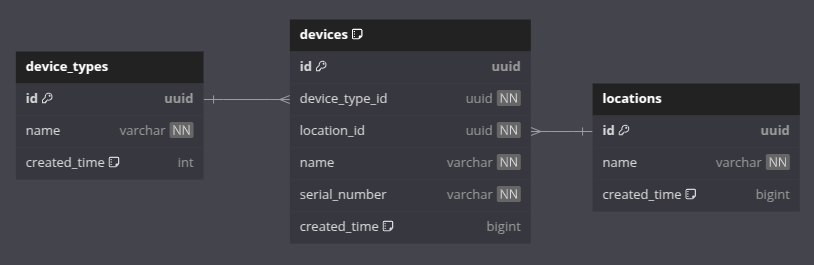 device_types
id uuid
name varchar NN
created_time int
devices
id uuid
device_type_id uuid NN
location_id uuid NN
name varchar NN
serial_number varchar NN
created_time bigint
locations
id uuid
name varchar NN
created_time bigint